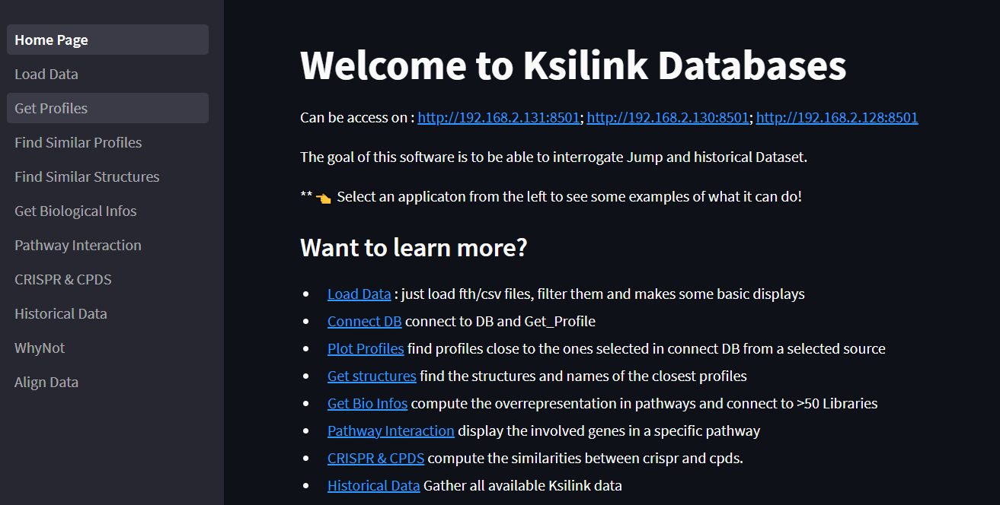 Home Page
Load Data
Get Profiles
Find Similar Profiles
Find Similar Structures
Get Biological Infos
Pathway Interaction
CRISPR & CPDS
Historical Data
WhyNot
Align Data
Welcome to Ksilink Databases
Can be access on : http://192.168.2.131:8501; http://192.168.2.130:8501; http://192.168.2.128:8501
The goal of this software is to be able to interrogate Jump and historical Dataset.
** 👈 Select an applicaton from the left to see some examples of what it can do!
Want to learn more?
• Load Data : just load fth/csv files, filter them and makes some basic displays
• Connect DB connect to DB and Get_Profile
• Plot Profiles find profiles close to the ones selected in connect DB from a selected source
• Get structures find the structures and names of the closest profiles
• Get Bio Infos compute the overrepresentation in pathways and connect to >50 Libraries
• Pathway Interaction display the involved genes in a specific pathway
• CRISPR & CPDS compute the similarities between crispr and cpds.
• Historical Data Gather all available Ksilink data